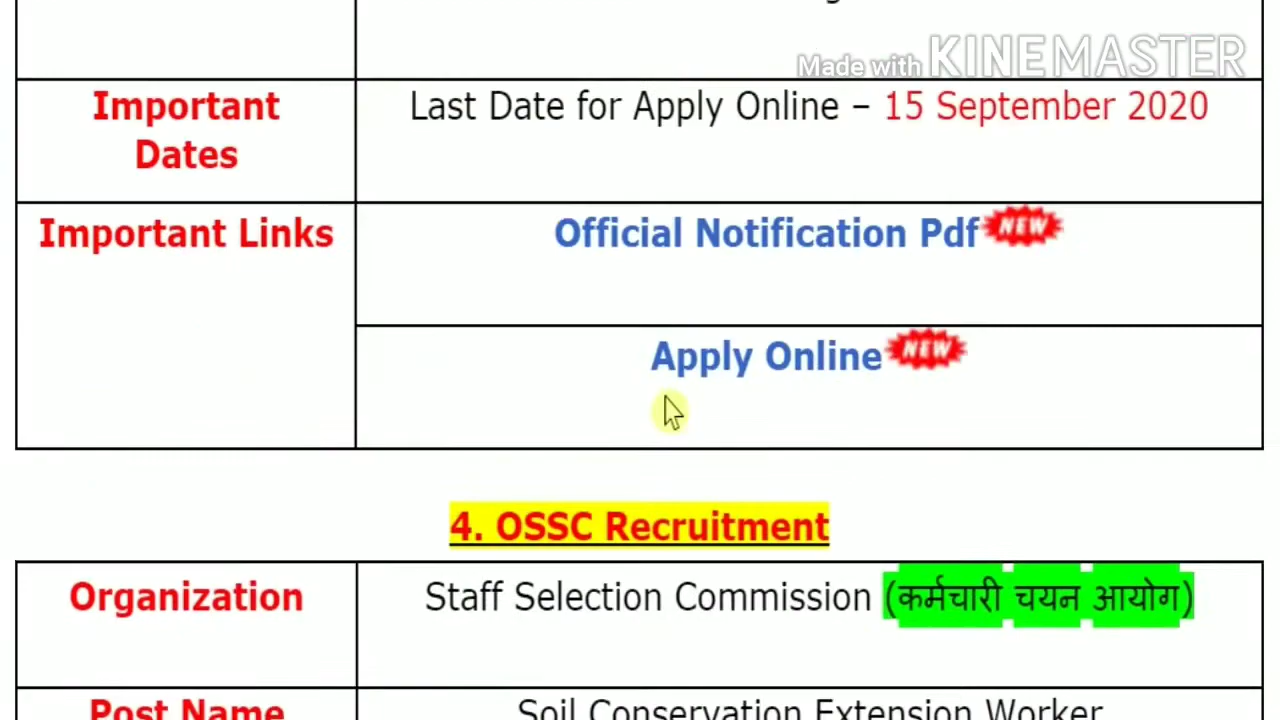 Made with KINEMASTER
Important
Dates
Last Date for Apply Online – 15 September 2020
Important Links
Official Notification Pdf NEW
Apply Online NEW
4. OSSC Recruitment
Organization
Staff Selection Commission (कर्मचारी चयन आयोग)
Post Name
Soil Conservation Extension Worker